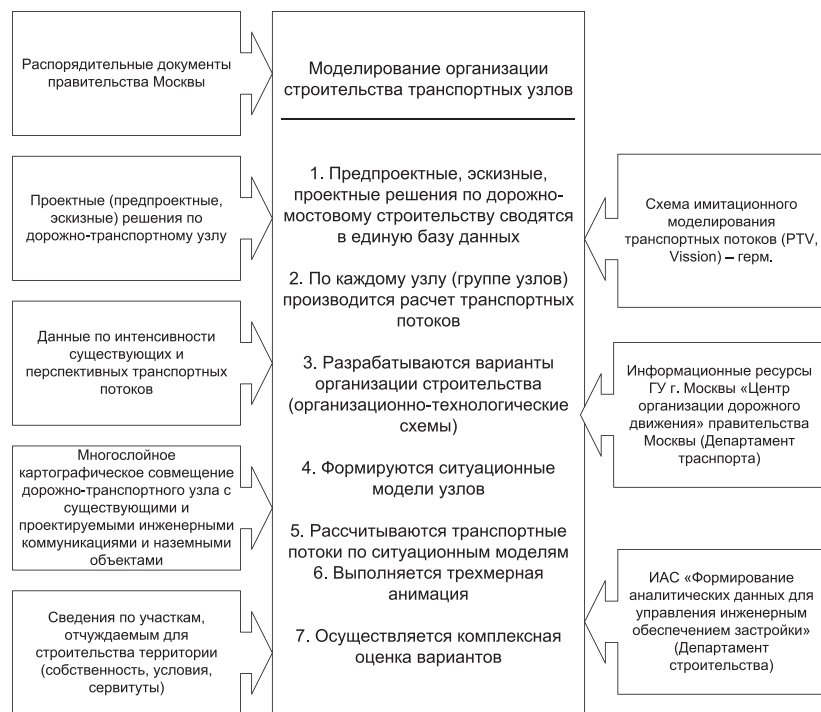 Распорядительные документы
правительства Москвы
Проектные (предпроектные,
эскизные) решения по
дорожно-транспортному узлу
Данные по интенсивности
существующих и
перспективных транспортных
потоков
Многослойное
картографическое совмещение
дорожно-транспортного узла с
существующими и
проектируемыми инженерными
коммуникациями и наземными
объектами
Сведения по участкам,
отчуждаемым для
строительства территории
(собственность, условия,
сервитуты)
Моделирование организации
строительства транспортных узлов
1. Предпроектные, эскизные,
проектные решения по дорожно-
мостовому строительству сводятся
в единую базу данных
2. По каждому узлу (группе узлов)
производится расчет транспортных
потоков
3. Разрабатываются варианты
организации строительства
(организационно-технологические
схемы)
4. Формируются ситуационные
модели узлов
5. Рассчитываются транспортные
потоки по ситуационным моделям
6. Выполняется трехмерная
анимация
7. Осуществляется комплексная
оценка вариантов
Схема имитационного
моделирования
транспортных потоков (PTV,
Vission) – герм.
Информационные ресурсы
ГУ г. Москвы «Центр
организации дорожного
движения» правительства
Москвы (Департамент
траснпорта)
ИАС «Формирование
аналитических данных для
управления инженерным
обеспечением застройки»
(Департамент
строительства)